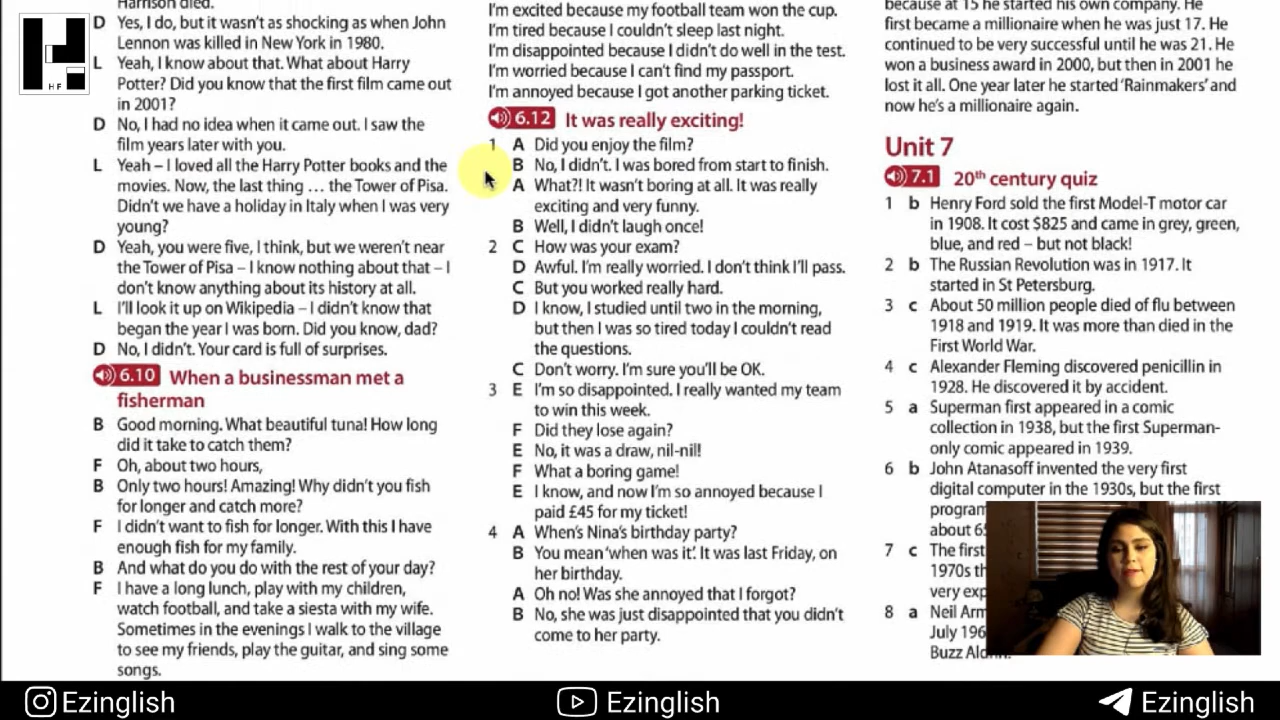 Harrison died.
D Yes, I do, but it wasn't as shocking as when John
Lennon was killed in New York in 1980.
L Yeah, I know about that. What about Harry
Potter? Did you know that the first film came out
in 2001?
D No, I had no idea when it came out. I saw the
film years later with you.
L Yeah – I loved all the Harry Potter books and the
movies. Now, the last thing … the Tower of Pisa.
Didn't we have a holiday in Italy when I was very
young?
D Yeah, you were five, I think, but we weren't near
the Tower of Pisa – I know nothing about that – I
don't know anything about its history at all.
L I'll look it up on Wikipedia – I didn't know that
began the year I was born. Did you know, dad?
D No, I didn't. Your card is full of surprises.
6.10 When a businessman met a
fisherman
B Good morning. What beautiful tuna! How long
did it take to catch them?
F Oh, about two hours,
B Only two hours! Amazing! Why didn't you fish
for longer and catch more?
F I didn't want to fish for longer. With this I have
enough fish for my family.
B And what do you do with the rest of your day?
F I have a long lunch, play with my children,
watch football, and take a siesta with my wife.
Sometimes in the evenings I walk to the village
to see my friends, play the guitar, and sing some
songs.
I'm excited because my football team won the cup.
I'm tired because I couldn't sleep last night.
I'm disappointed because I didn't do well in the test.
I'm worried because I can't find my passport.
I'm annoyed because I got another parking ticket.
6.12 It was really exciting!
1 A Did you enjoy the film?
B No, I didn't. I was bored from start to finish.
A What?! It wasn't boring at all. It was really
exciting and very funny.
B Well, I didn't laugh once!
2 C How was your exam?
D Awful. I'm really worried. I don't think I'll pass.
C But you worked really hard.
D I know, I studied until two in the morning,
but then I was so tired today I couldn't read
the questions.
C Don't worry. I'm sure you'll be OK.
3 E I'm so disappointed. I really wanted my team
to win this week.
F Did they lose again?
E No, it was a draw, nil-nil!
F What a boring game!
E I know, and now I'm so annoyed because I
paid £45 for my ticket!
4 A When's Nina's birthday party?
B You mean 'when was it'. It was last Friday, on
her birthday.
A Oh no! Was she annoyed that I forgot?
B No, she was just disappointed that you didn't
come to her party.
because at 15 he started his own company. He
first became a millionaire when he was just 17. He
continued to be very successful until he was 21. He
won a business award in 2000, but then in 2001 he
lost it all. One year later he started 'Rainmakers' and
now he's a millionaire again.
Unit 7
7.1 20th century quiz
1 b Henry Ford sold the first Model-T motor car
in 1908. It cost $825 and came in grey, green,
blue, and red – but not black!
2 b The Russian Revolution was in 1917. It
started in St Petersburg.
3 c About 50 million people died of flu between
1918 and 1919. It was more than died in the
First World War.
4 c Alexander Fleming discovered penicillin in
1928. He discovered it by accident.
5 a Superman first appeared in a comic
collection in 1938, but the first Superman-
only comic appeared in 1939.
6 b John Atanasoff invented the very first
digital computer in the 1930s, but the first
about
7 c The first
1970s
very
8 a Neil
July
Buzz
HF
Ezinglish
Ezinglish
Ezinglish